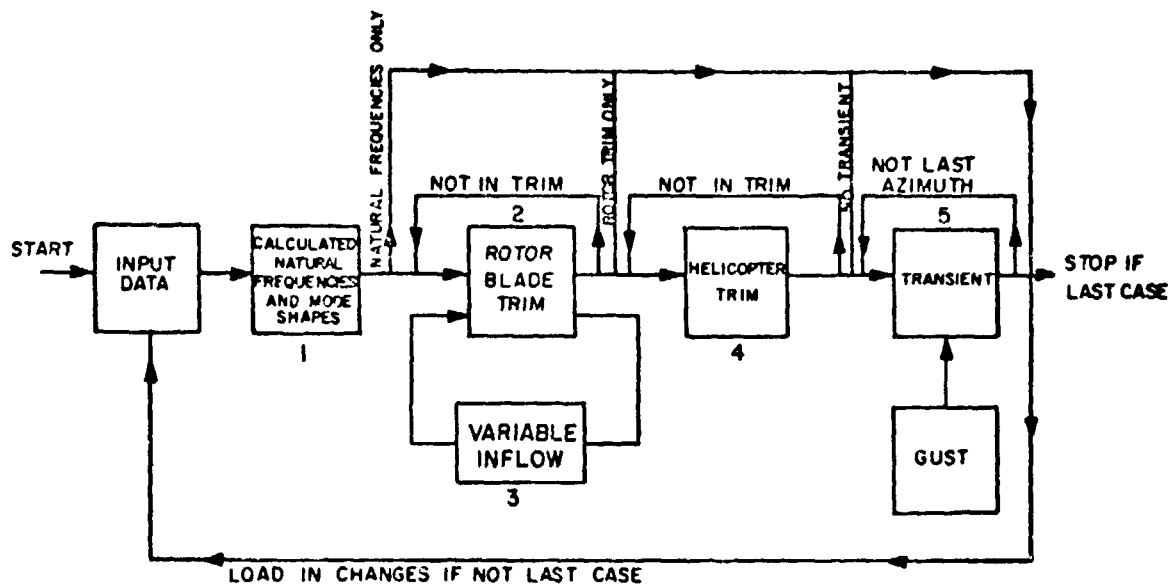 NATURAL FREQUENCIES ONLY
ROTOR TRIM ONLY
NO TRANSIENT
NOT IN TRIM
NOT IN TRIM
NOT LAST
AZIMUTH
START
INPUT
DATA
CALCULATED
NATURAL
FREQUENCIES
AND MODE
SHAPES
1
2
ROTOR
BLADE
TRIM
HELICOPTER
TRIM
4
5
TRANSIENT
STOP IF
LAST CASE
VARIABLE
INFLOW
3
GUST
LOAD IN CHANGES IF NOT LAST CASE